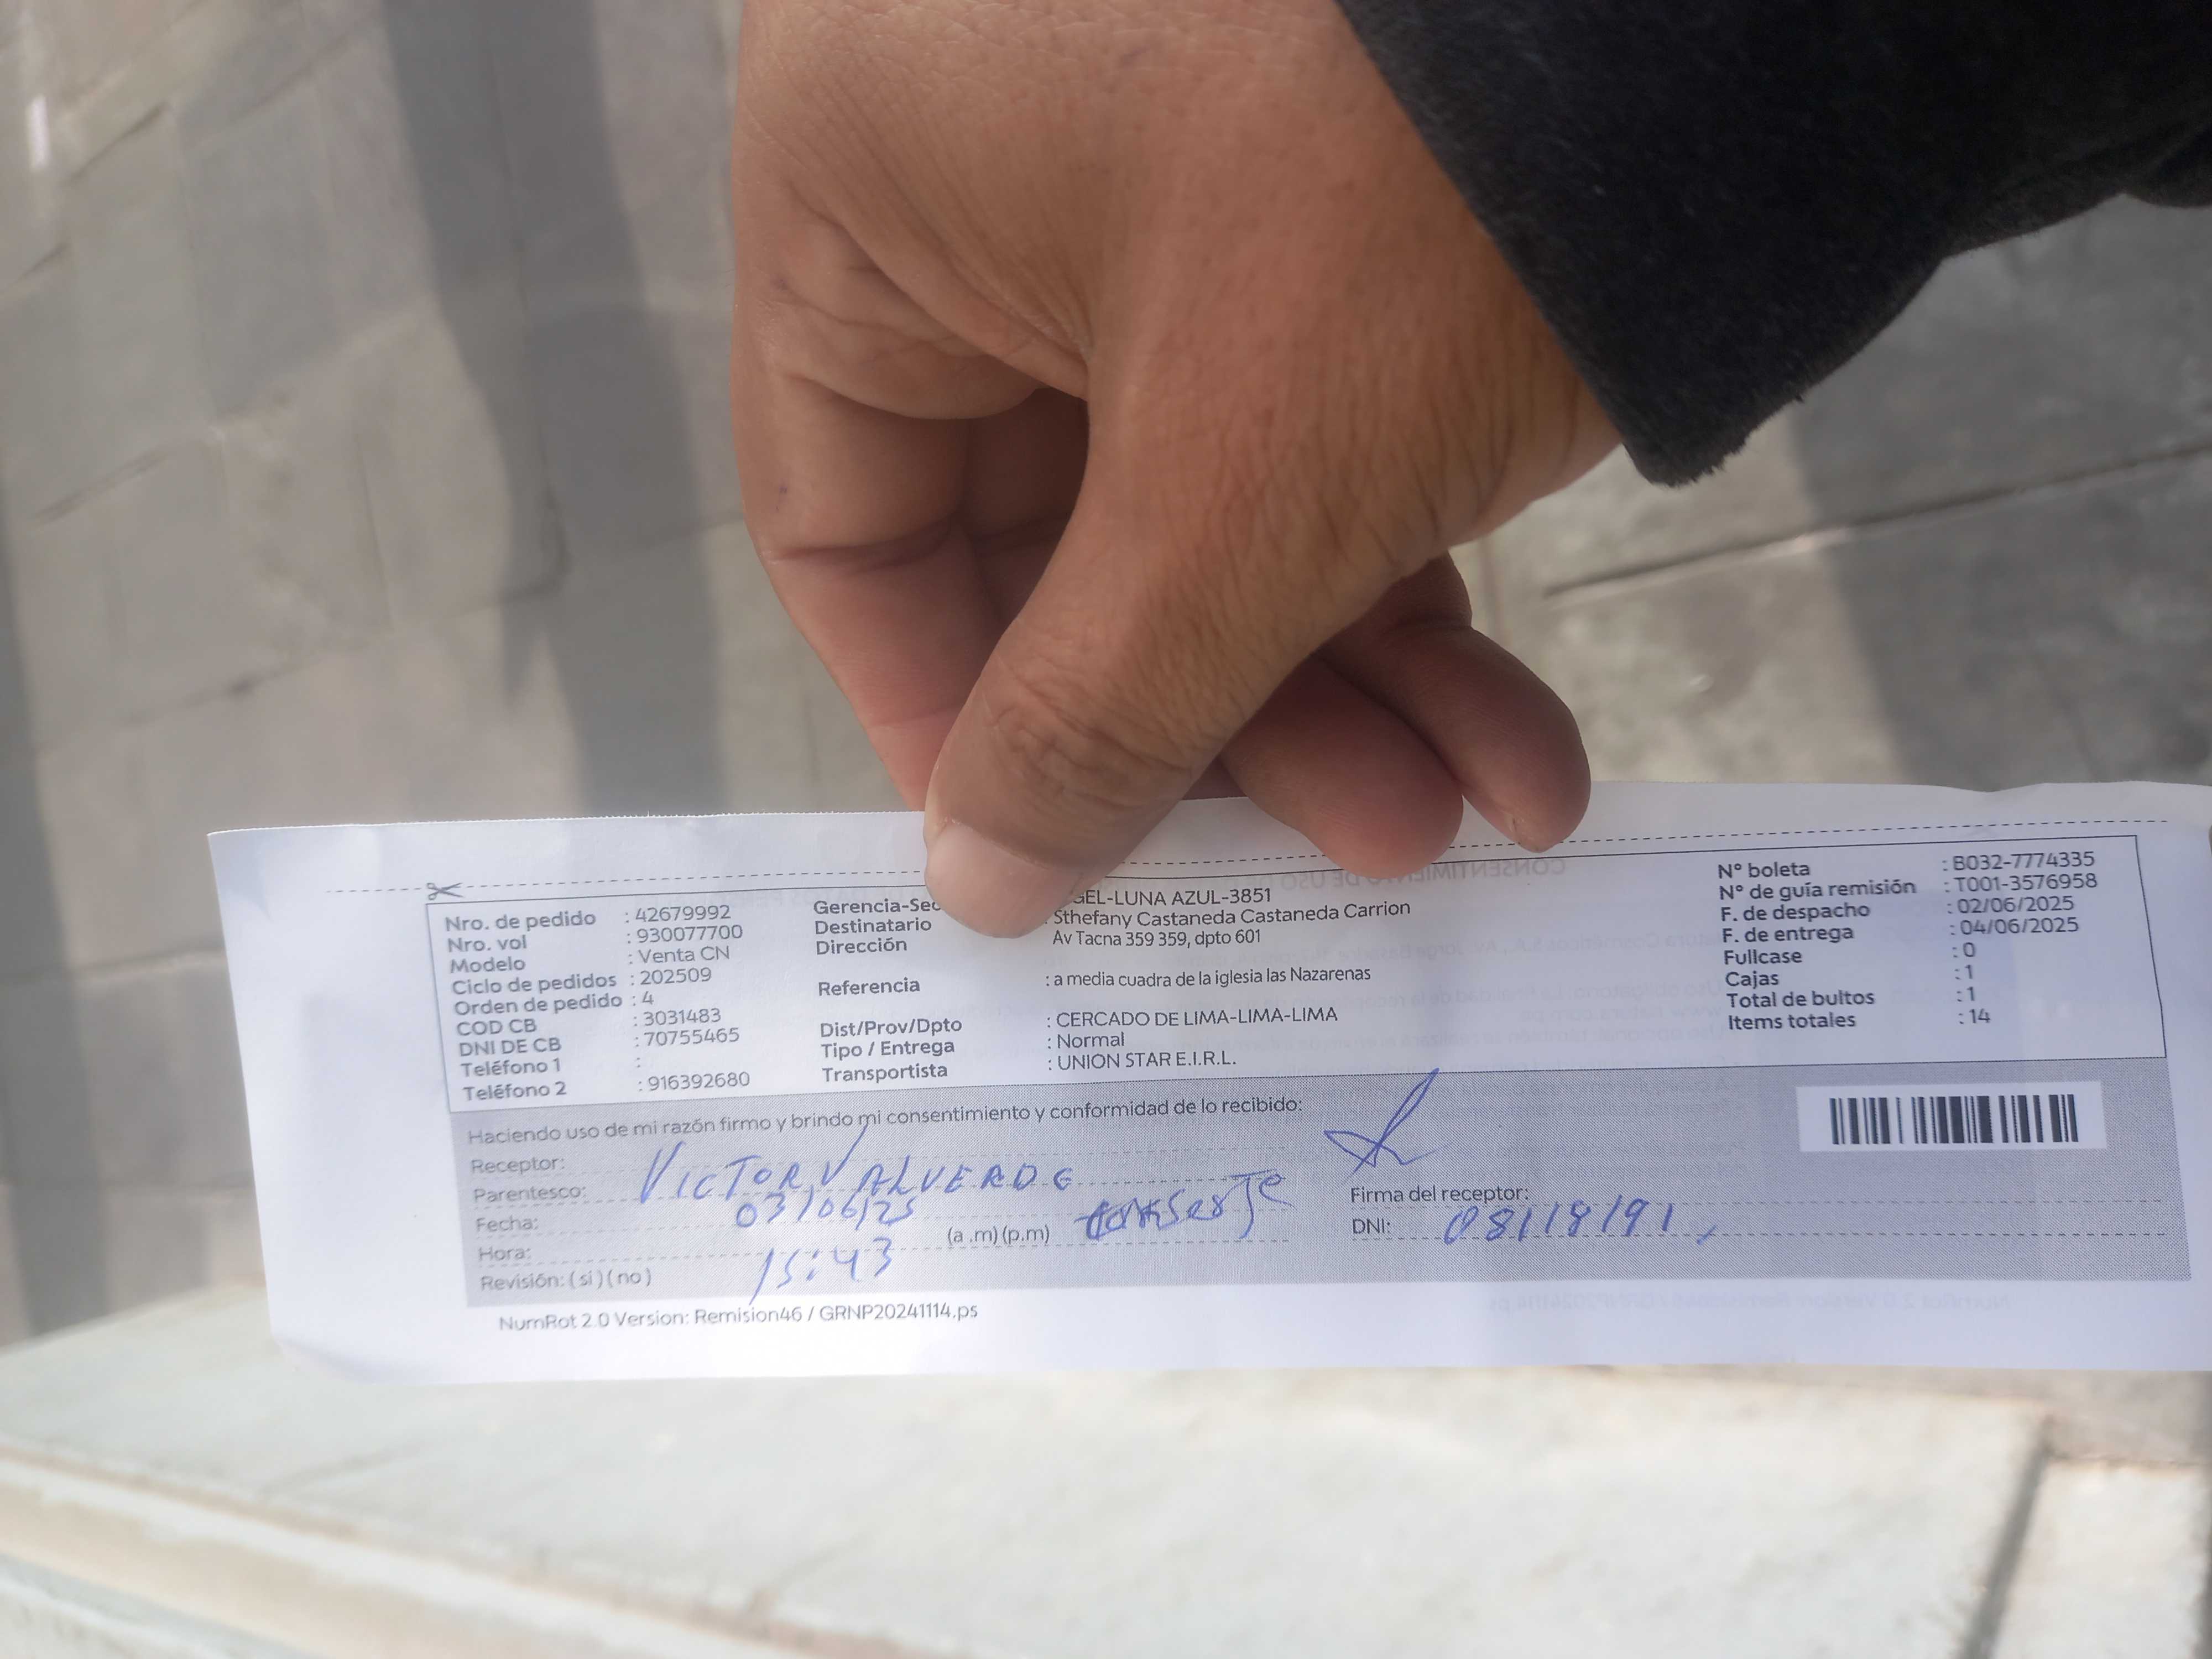 Nro. de pedido : 42679992
Nro. vol : 930077700
Modelo : Venta CN
Ciclo de pedidos : 202509
Orden de pedido : 4
COD CB : 3031483
DNI DE CB : 70755465
Teléfono 1 :
Teléfono 2 : 916392680
Gerencia-Sec GEL-LUNA AZUL-3851
Destinatario : Sthefany Castaneda Castaneda Carrion
Dirección Av Tacna 359 359, dpto 601
Referencia : a media cuadra de la iglesia las Nazarenas
Dist/Prov/Dpto : CERCADO DE LIMA-LIMA-LIMA
Tipo / Entrega : Normal
Transportista : UNION STAR E.I.R.L.
N° boleta : B032-7774335
N° de guía remisión : T001-3576958
F. de despacho : 02/06/2025
F. de entrega : 04/06/2025
Fullcase : 0
Cajas : 1
Total de bultos : 1
Items totales : 14
Haciendo uso de mi razón firmo y brindo mi consentimiento y conformidad de lo recibido:
Receptor: VICTOR VALVERDE
Parentesco:
Fecha: 03/06/25
Hora: 15:43 (a .m) (p.m) conserje
Revisión: ( si ) ( no )
Firma del receptor:
DNI: 08118191
NumRot 2.0 Version: Remision46 / GRNP20241114.ps